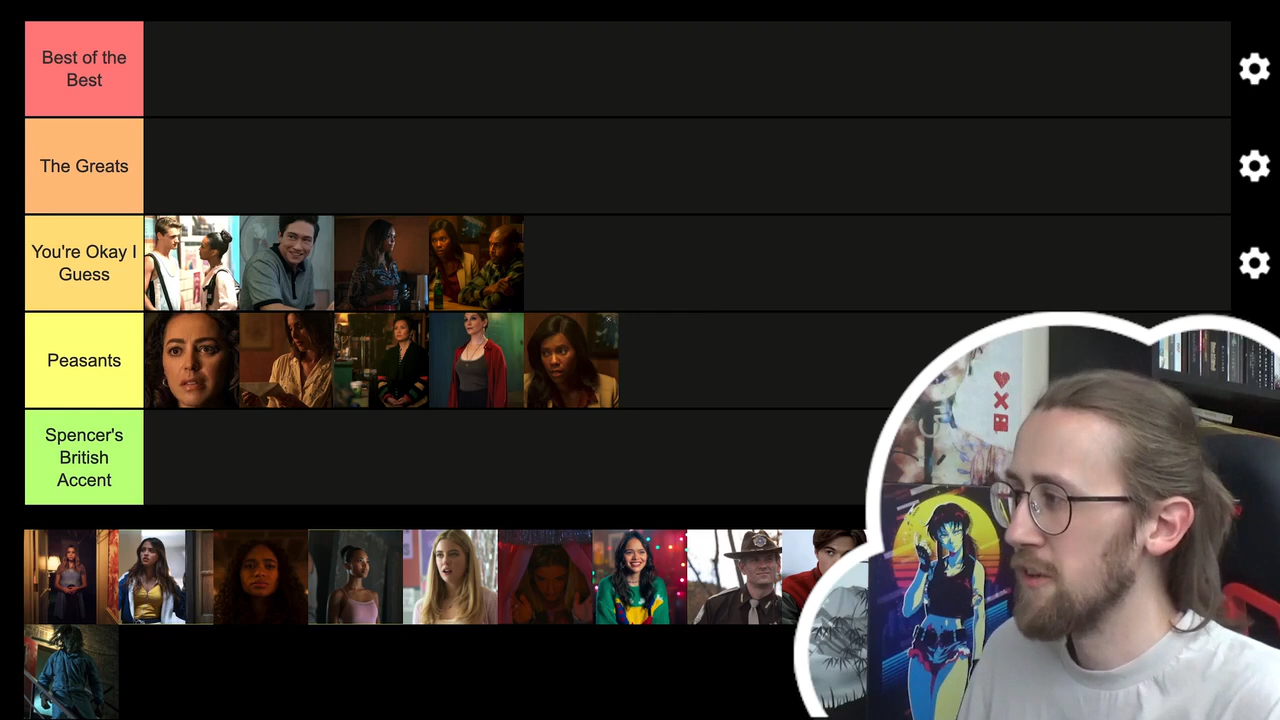 Best of the
Best
The Greats
You're Okay I
Guess
Peasants
Spencer's
British
Accent